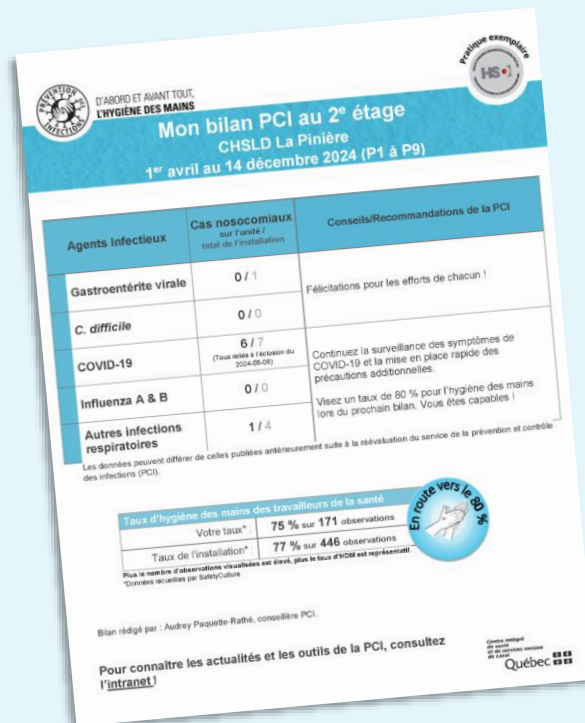 PRÉVENTION DES INFECTIONS
D'ABORD ET AVANT TOUT,
L'HYGIÈNE DES MAINS
Pratique exemplaire
HS
Mon bilan PCI au 2e étage
CHSLD La Pinière
1er avril au 14 décembre 2024 (P1 à P9)
Agents infectieux
Cas nosocomiaux
sur l'unité /
total de l'installation
Conseils/Recommandations de la PCI
Gastroentérite virale
0 / 1
Félicitations pour les efforts de chacun !
C. difficile
0 / 0
COVID-19
6 / 7
(Tous reliés à l'éclosion du
Continuez la surveillance des symptômes de
COVID-19 et la mise en place rapide des
précautions additionnelles.
Influenza A & B
0 / 0
Visez un taux de 80 % pour l'hygiène des mains
lors du prochain bilan. Vous êtes capables !
Autres infections
respiratoires
1 / 4
Les données peuvent différer de celles publiées antérieurement suite à la réévaluation du service de la prévention et contrôle
des infections (PCI).
Taux d'hygiène des mains des travailleurs de la santé
Votre taux* :
75 % sur 171 observations
Taux de l'installation* :
77 % sur 446 observations
Plus le nombre d'observations visualisées est élevé, plus le taux d'HDM est représentatif.
*Données recueillies par SafetyCulture
En route vers le 80 %
Bilan rédigé par : Audrey Paquette-Rathé, conseillère PCI.
Pour connaître les actualités et les outils de la PCI, consultez
l'intranet !
Centre intégré
de santé
et de services sociaux
de Laval
Québec